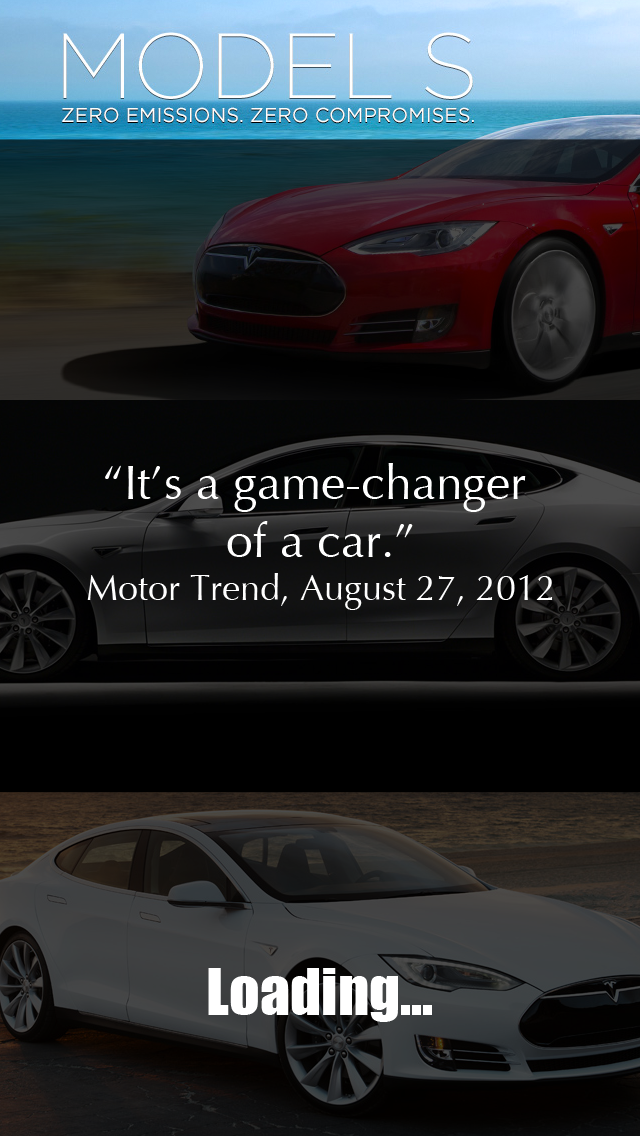 MODEL S
ZERO EMISSIONS. ZERO COMPROMISES.
“It’s a game-changer
of a car.”
Motor Trend, August 27, 2012
Loading...